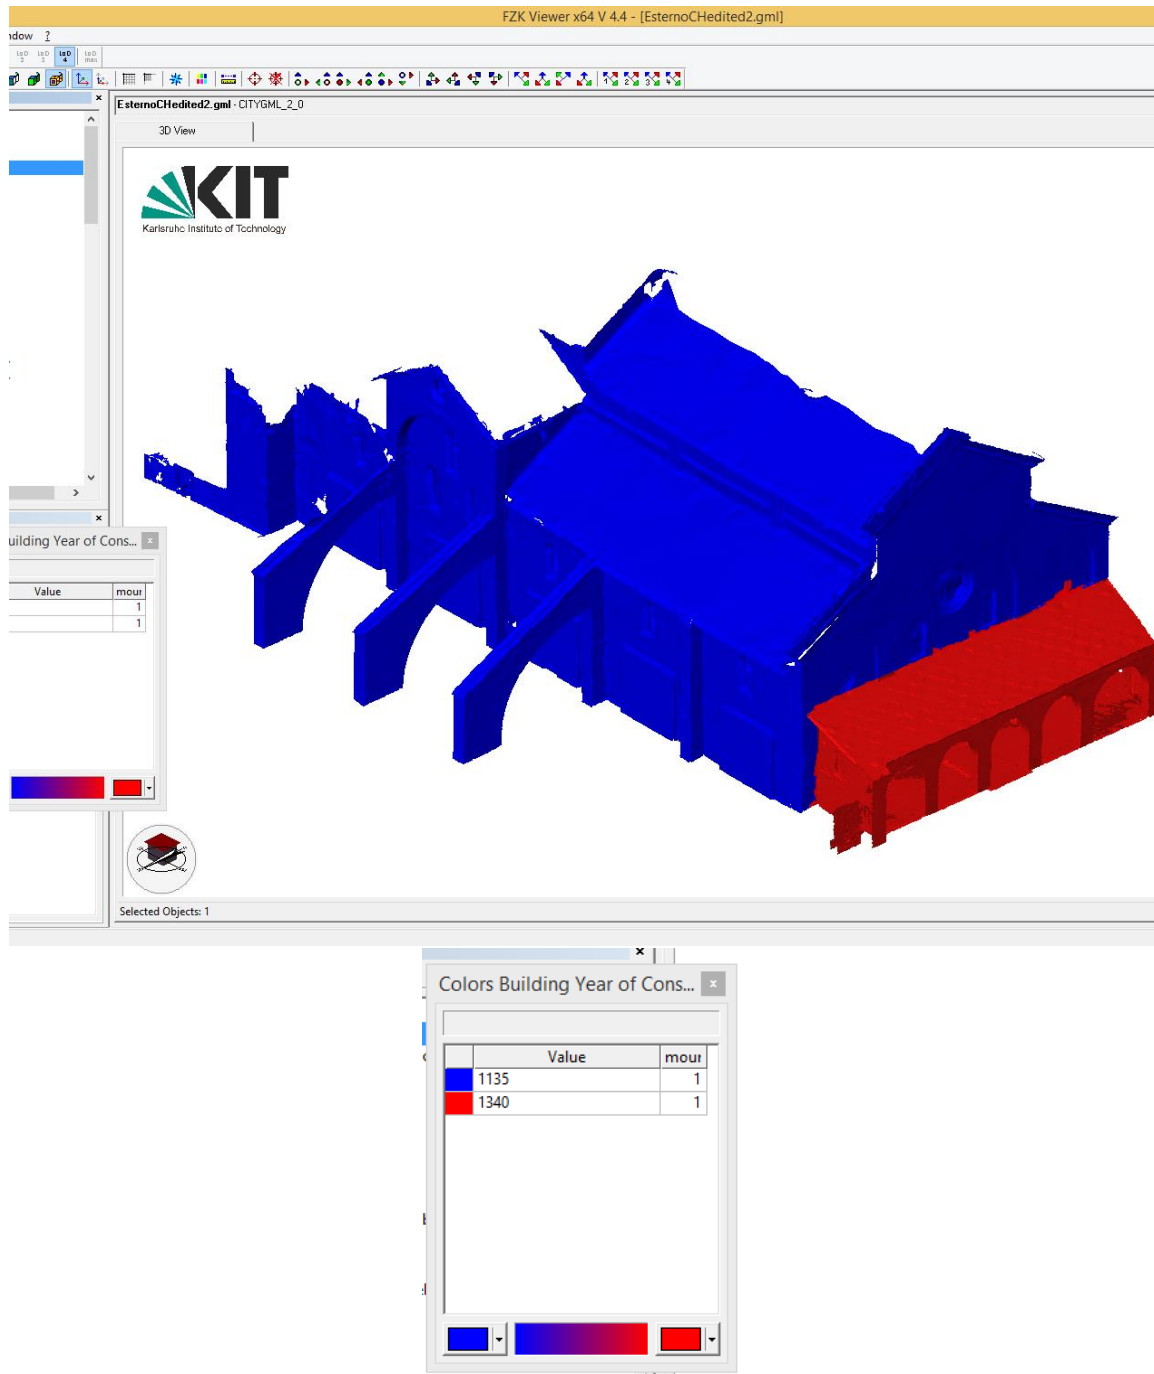 FZK Viewer x64 V 4.4 - [EsternoCHedited2.gml]
ndow ?
EsternoCHedited2.gml - CITYGML_2_0
3D View
KIT
Karlsruhe Institute of Technology
uilding Year of Cons...
Value mour
1
1
Selected Objects: 1
Colors Building Year of Cons...
Value mour
1135 1
1340 1